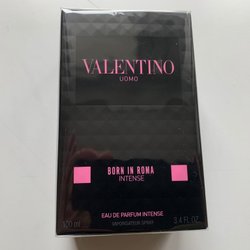 VALENTINO
UOMO
BORN IN ROMA
INTENSE
EAU DE PARFUM INTENSE
VAPORISATEUR SPRAY
100 ml 3.4 FL. OZ